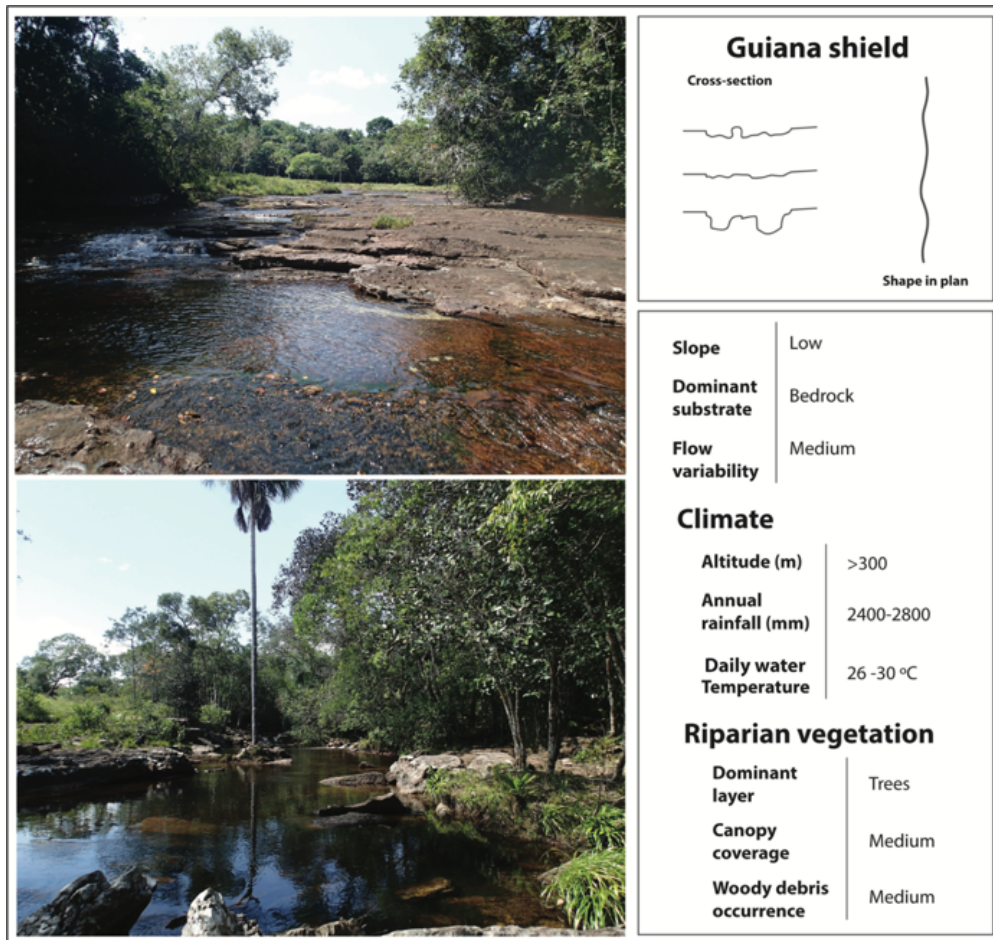 Guiana shield
Cross-section
Shape in plan
Slope
Low
Dominant
substrate
Bedrock
Flow
variability
Medium
Climate
Altitude (m)
>300
Annual
rainfall (mm)
2400-2800
Daily water
Temperature
26 -30 ºC
Riparian vegetation
Dominant
layer
Trees
Canopy
coverage
Medium
Woody debris
occurrence
Medium